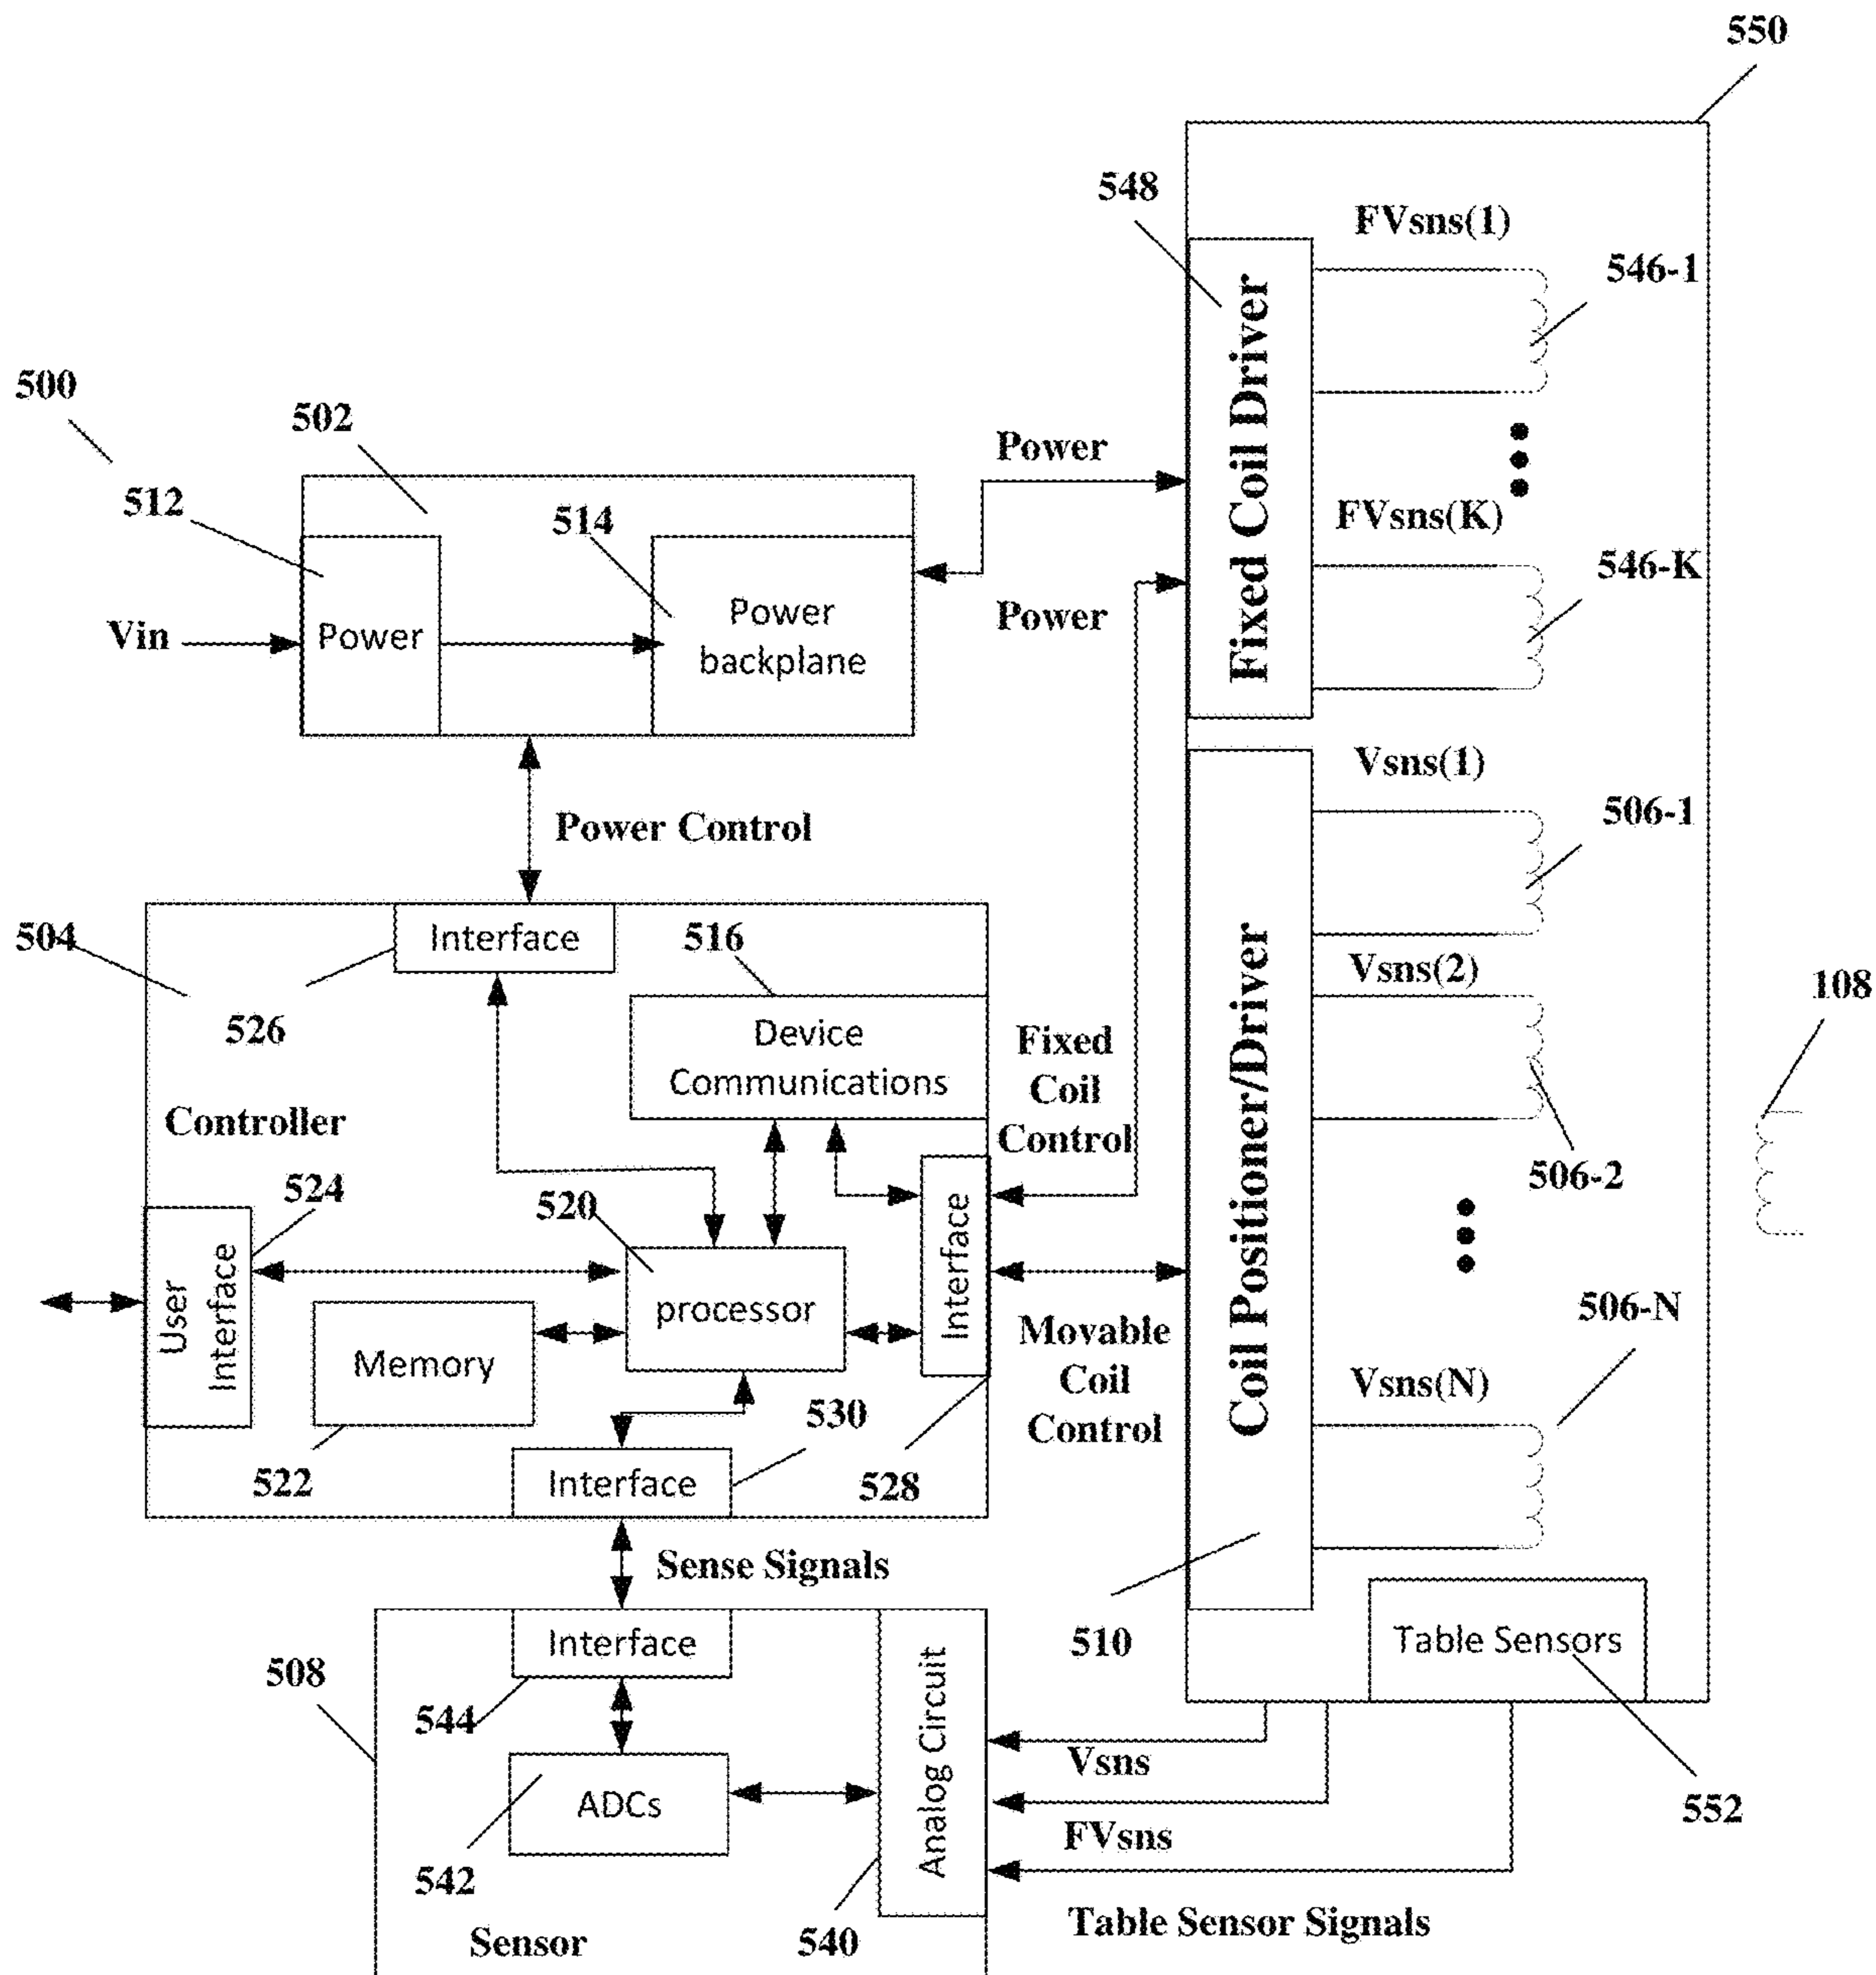 550
548
FVsns(1)
546-1
Fixed Coil Driver
500
502
512
514
Power
FVsns(K)
546-K
Power
Vin
Power
Power
backplane
Vsns(1)
506-1
Power Control
504
Interface
516
Vsns(2)
108
526
Device
Communications
Fixed
Coil
Control
Controller
Coil Positioner/Driver
506-2
524
520
User
Interface
Interface
processor
506-N
Memory
Movable
Coil
Control
Vsns(N)
530
522
Interface
528
Sense Signals
510
Table Sensors
508
Interface
544
Analog Circuit
Vsns
552
ADCs
FVsns
542
540
Sensor
Table Sensor Signals